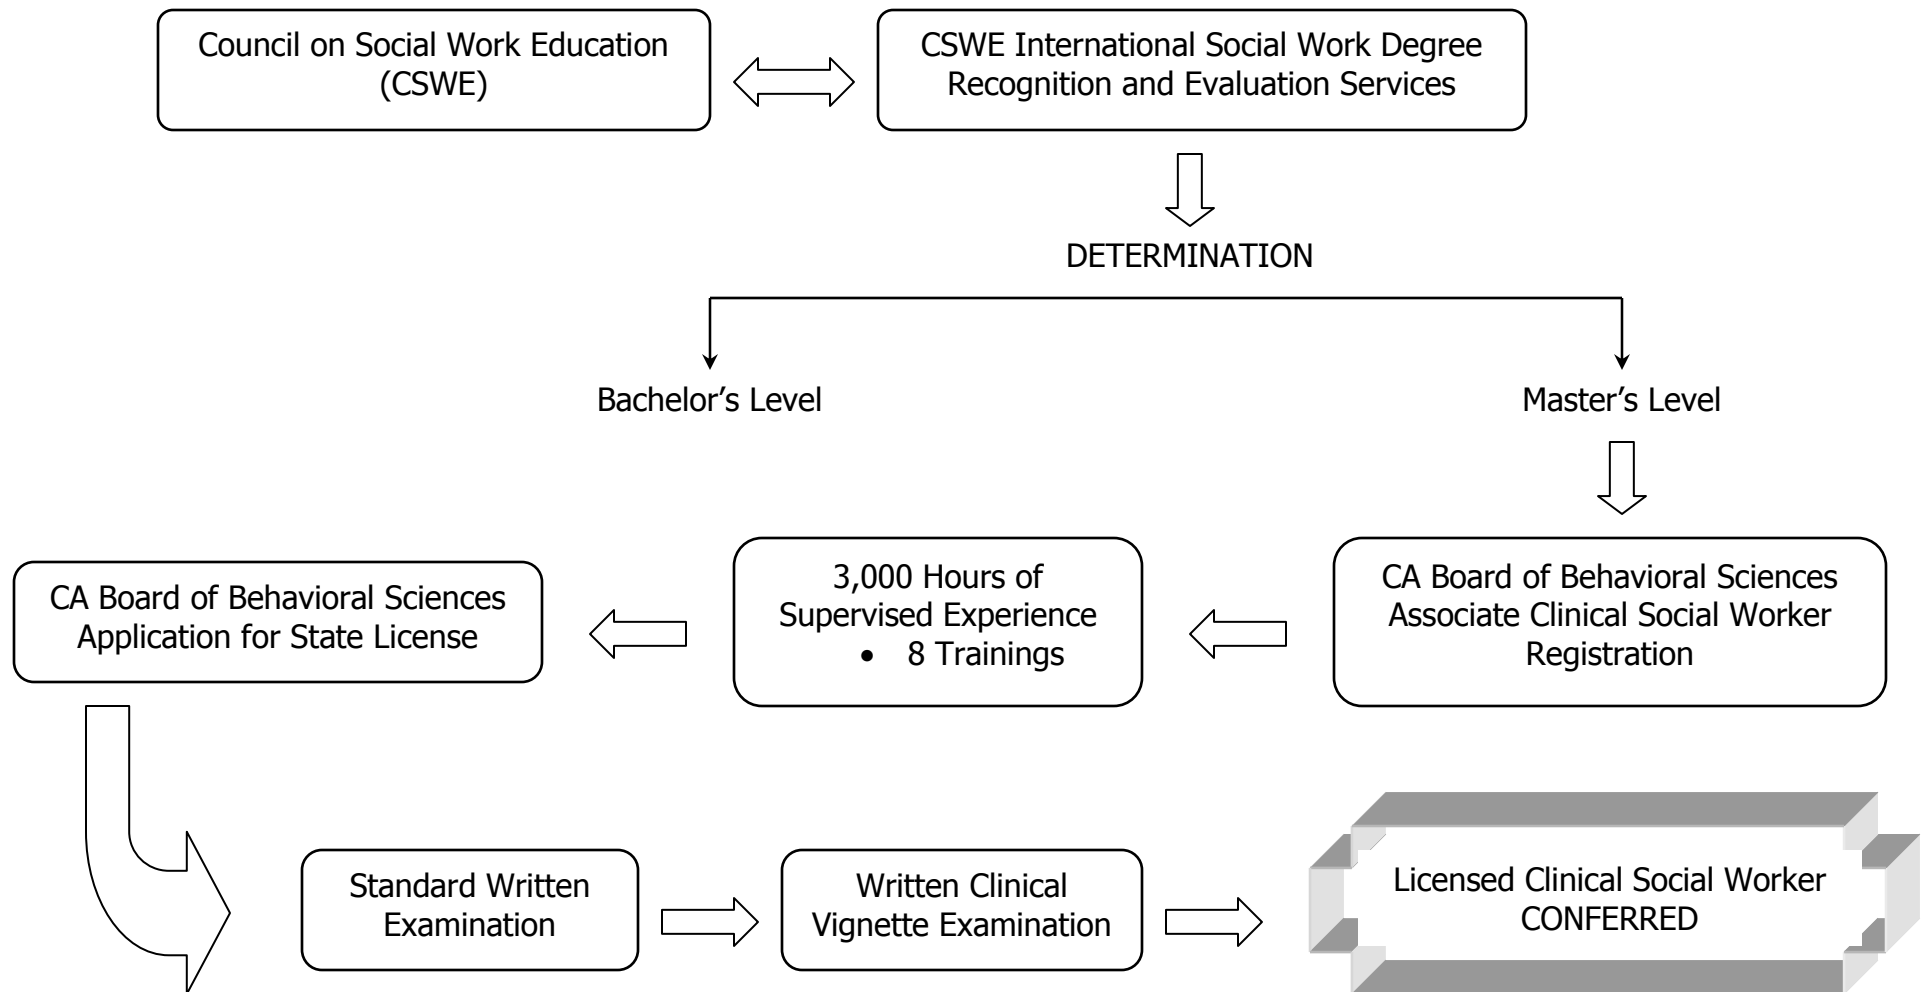 Council on Social Work Education
(CSWE)
CSWE International Social Work Degree
Recognition and Evaluation Services
DETERMINATION
Bachelor’s Level
Master’s Level
CA Board of Behavioral Sciences
Associate Clinical Social Worker
Registration
3,000 Hours of
Supervised Experience
• 8 Trainings
CA Board of Behavioral Sciences
Application for State License
Standard Written
Examination
Written Clinical
Vignette Examination
Licensed Clinical Social Worker
CONFERRED